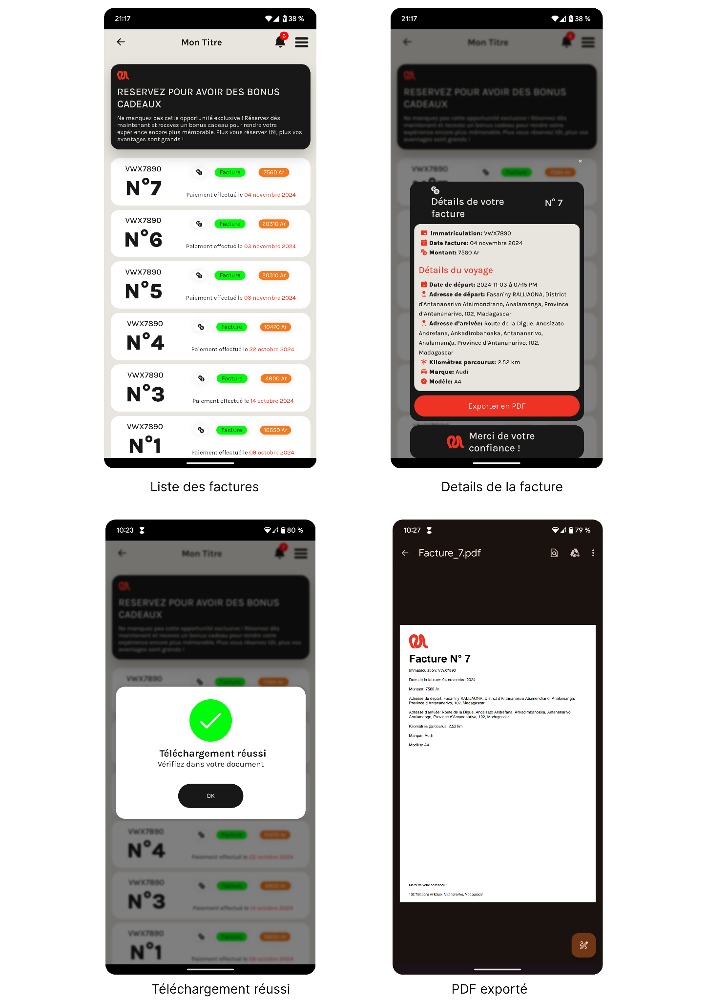 21:17
38 %
Mon Titre
6
RESERVEZ POUR AVOIR DES BONUS
CADEAUX
Ne manquez pas cette opportunité exclusive ! Réservez dès
maintenant et recevez un bonus cadeau pour rendre votre
expérience encore plus mémorable. Plus vous réservez tôt, plus vos
avantages sont grands !
VWX7890
Facture
7560 Ar
N°7
Paiement effectué le 04 novembre 2024
VWX7890
Facture
20310 Ar
N°6
Paiement effectué le 03 novembre 2024
VWX7890
Facture
20310 Ar
N°5
Paiement effectué le 03 novembre 2024
VWX7890
Facture
10470 Ar
N°4
Paiement effectué le 22 octobre 2024
VWX7890
Facture
4800 Ar
N°3
Paiement effectué le 14 octobre 2024
VWX7890
Facture
16650 Ar
N°1
Paiement effectué le 09 octobre 2024
Liste des factures
21:17
38 %
Mon Titre
RESERVEZ POUR AVOIR DES BONUS
CADEAUX
Ne manquez pas cette opportunité exclusive ! Réservez dès
maintenant et recevez un bonus cadeau pour rendre votre
expérience encore plus mémorable. Plus vous réservez tôt, plus vos
avantages sont grands !
VWX7890
Facture
7560 Ar
Détails de votre
facture
N° 7
Immatriculation: VWX7890
Date facture: 04 novembre 2024
Montant: 7560 Ar
Détails du voyage
Date de départ: 2024-11-03 à 07:15 PM
Adresse de départ: Fasan'ny RALIJAONA, District
d'Antananarivo Atsimondrano, Analamanga, Province
d'Antananarivo, 102, Madagascar
Adresse d'arrivée: Route de la Digue, Anosizato
Andrefana, Ankadimbahoaka, Antananarivo,
Analamanga, Province d'Antananarivo, 102,
Madagascar
Kilomètres parcourus: 2.52 km
Marque: Audi
Modèle: A4
Exporter en PDF
Merci de votre
confiance !
Details de la facture
10:23
80 %
Mon Titre
7
RESERVEZ POUR AVOIR DES BONUS
CADEAUX
Ne manquez pas cette opportunité exclusive ! Réservez dès
maintenant et recevez un bonus cadeau pour rendre votre
expérience encore plus mémorable. Plus vous réservez tôt, plus vos
avantages sont grands !
VWX7890
Facture
7560 Ar
Téléchargement réussi
Vérifiez dans votre document
OK
VWX7890
Facture
10470 Ar
N°4
Paiement effectué le 22 octobre 2024
VWX7890
Facture
4800 Ar
N°3
Paiement effectué le 14 octobre 2024
VWX7890
Facture
16650 Ar
N°1
Paiement effectué le 09 octobre 2024
Téléchargement réussi
10:27
79 %
Facture_7.pdf
Facture N° 7
Immatriculation: VWX7890
Date de la facture: 04 novembre 2024
Montant: 7560 Ar
Adresse de départ: Fasan'ny RALIJAONA, District d'Antananarivo Atsimondrano, Analamanga,
Province d'Antananarivo, 102, Madagascar
Adresse d'arrivée: Route de la Digue, Anosizato Andrefana, Ankadimbahoaka, Antananarivo,
Analamanga, Province d'Antananarivo, 102, Madagascar
Kilomètres parcourus: 2.52 km
Marque: Audi
Modèle: A4
Merci de votre confiance !
102 Tsiadana Ankatso, Antananarivo, Madagascar
PDF exporté